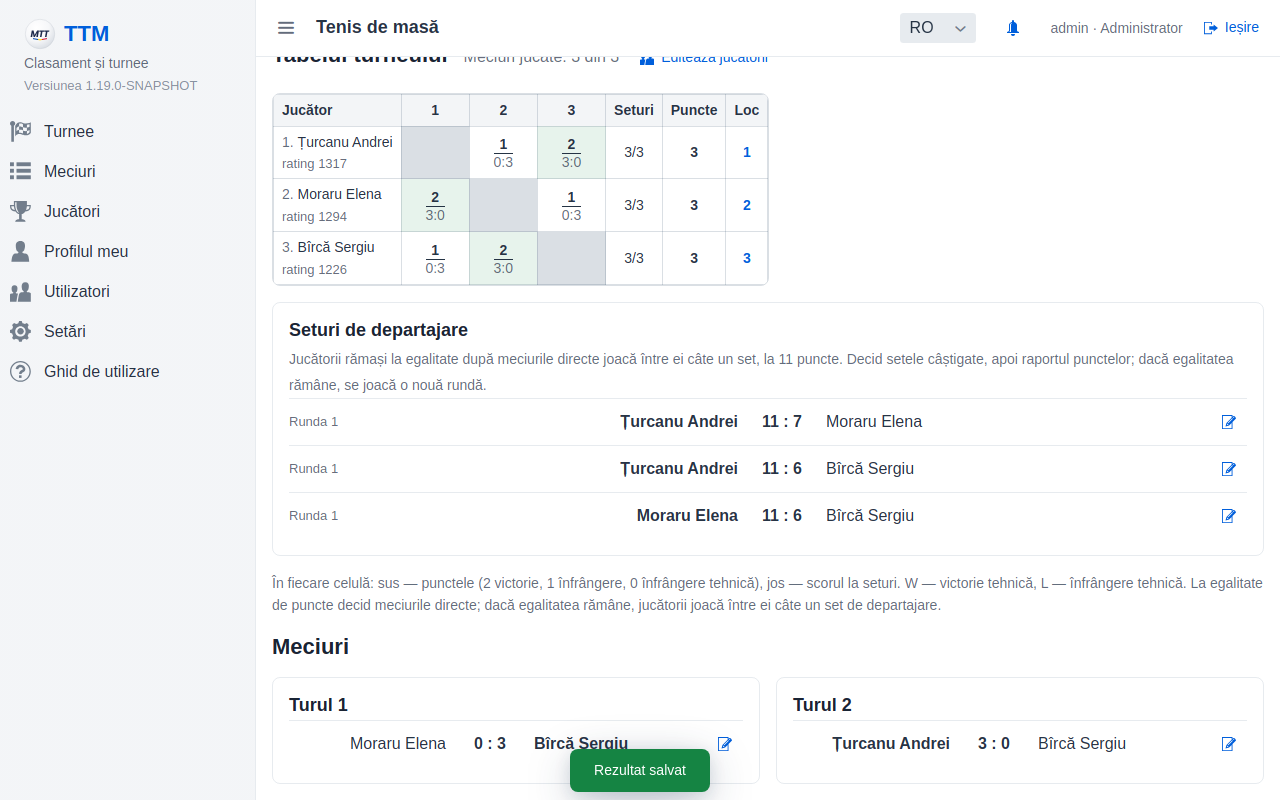 MTT TTM
Clasament și turnee
Versiunea 1.19.0-SNAPSHOT
Turnee
Meciuri
Jucători
Profilul meu
Utilizatori
Setări
Ghid de utilizare
Tenis de masă
RO
admin · Administrator
Ieșire
Tabelul turneului Meciuri jucate: 3 din 3 Editează jucătorii
Jucător 1 2 3 Seturi Puncte Loc
1. Țurcanu Andrei
rating 1317
1
0:3
2
3:0
3/3 3 1
2. Moraru Elena
rating 1294
2
3:0
1
0:3
3/3 3 2
3. Bîrcă Sergiu
rating 1226
1
0:3
2
3:0
3/3 3 3
Seturi de departajare
Jucătorii rămași la egalitate după meciurile directe joacă între ei câte un set, la 11 puncte. Decid setele câștigate, apoi raportul punctelor; dacă egalitatea
rămâne, se joacă o nouă rundă.
Runda 1 Țurcanu Andrei 11 : 7 Moraru Elena
Runda 1 Țurcanu Andrei 11 : 6 Bîrcă Sergiu
Runda 1 Moraru Elena 11 : 6 Bîrcă Sergiu
În fiecare celulă: sus — punctele (2 victorie, 1 înfrângere, 0 înfrângere tehnică), jos — scorul la seturi. W — victorie tehnică, L — înfrângere tehnică. La egalitate
de puncte decid meciurile directe; dacă egalitatea rămâne, jucătorii joacă între ei câte un set de departajare.
Meciuri
Turul 1
Moraru Elena 0 : 3 Bîrcă Sergiu
Turul 2
Țurcanu Andrei 3 : 0 Bîrcă Sergiu
Rezultat salvat